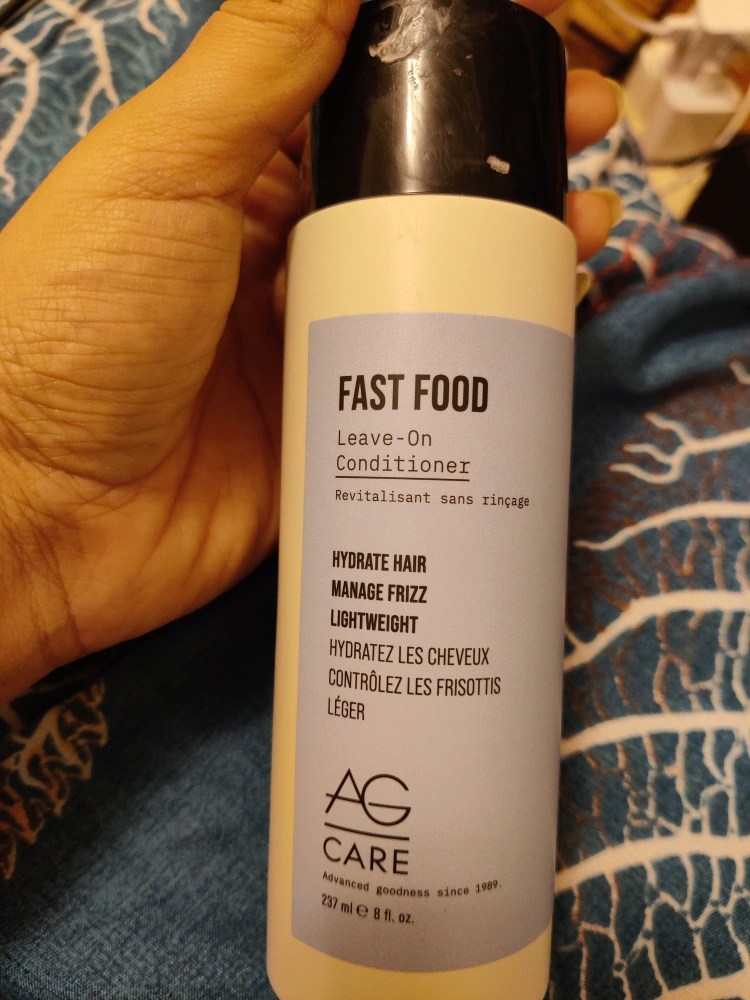 FAST FOOD
Leave-On
Conditioner
Revitalisant sans rinçage
HYDRATE HAIR
MANAGE FRIZZ
LIGHTWEIGHT
HYDRATEZ LES CHEVEUX
CONTRÔLEZ LES FRISOTTIS
LÉGER
AG
CARE
Advanced goodness since 1989.
237 ml ℮ 8 fl. oz.